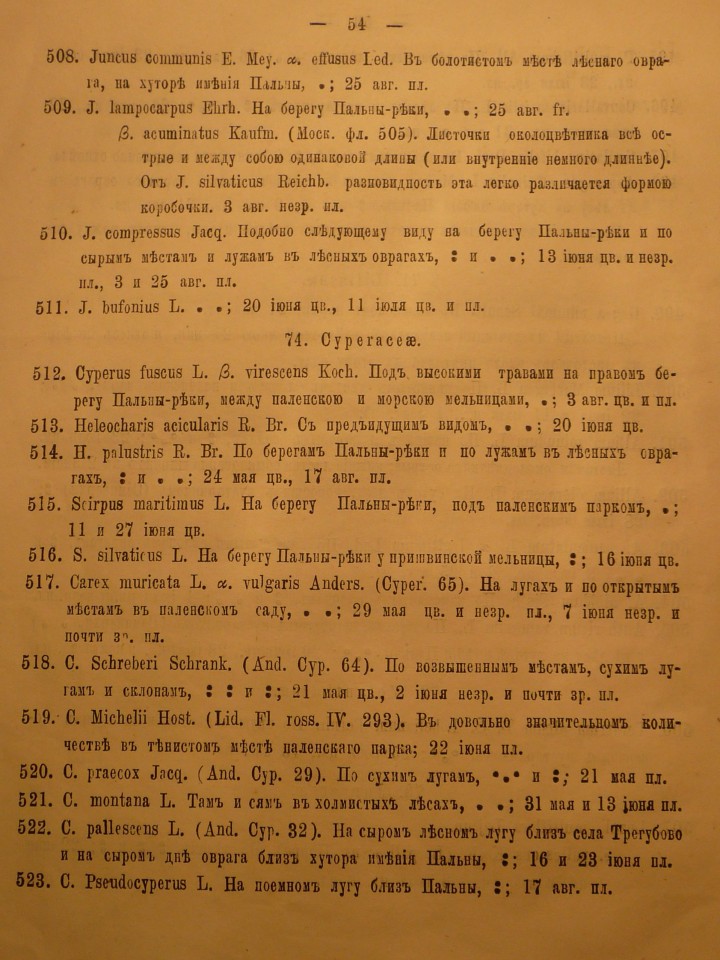 — 54 —
508. Juncus communis E. Mey. α. effusus Led. Въ болотистомъ мѣстѣ лѣснаго овра-
га, на хуторѣ имѣнія Пальны, •; 25 авг. пл.
509. J. lampocarpus Ehrh. На берегу Пальны-рѣки, • •; 25 авг. fr.
β. acuminatus Kaufm. (Моск. фл. 505). Листочки околоцвѣтника всѣ ос-
трые и между собою одинаковой длины (или внутренніе немного длиннѣе).
Отъ J. silvaticus Reichb. разновидность эта легко различается формою
коробочки. 3 авг. незр. пл.
510. J. compressus Jacq. Подобно слѣдующему виду на берегу Пальны-рѣки и по
сырымъ мѣстамъ и лужамъ въ лѣсныхъ оврагахъ, : и • •; 13 іюня цв. и незр.
пл., 3 и 25 авг. пл.
511. J. bufonius L. • •; 20 іюня цв., 11 іюля цв. и пл.
74. Cyperaceæ.
512. Cyperus fuscus L. β. virescens Koch. Подъ высокими травами на правомъ бе-
регу Пальны-рѣки, между паленскою и морскою мельницами, •; 3 авг. цв. и пл.
513. Heleocharis acicularis R. Br. Съ предъидущимъ видомъ, • •; 20 іюня цв.
514. H. palustris R. Br. По берегамъ Пальны-рѣки и по лужамъ въ лѣсныхъ овра-
гахъ, : и • •; 24 мая цв., 17 авг. пл.
515. Scirpus maritimus L. На берегу Пальны-рѣки, подъ паленскимъ паркомъ, •;
11 и 27 іюня цв.
516. S. silvaticus L. На берегу Пальны-рѣки у пришвинской мельницы, :; 16 іюня цв.
517. Carex muricata L. α. vulgaris Anders. (Cyper. 65). На лугахъ и по открытымъ
мѣстамъ въ паленскомъ саду, • •; 29 мая цв. и незр. пл., 7 іюня незр. и
почти зр. пл.
518. C. Schreberi Schrank. (And. Cyp. 64). По возвышеннымъ мѣстамъ, сухимъ лу-
гамъ и склонамъ, : : и :; 21 мая цв., 2 іюня незр. и почти зр. пл.
519. C. Michelii Host. (Lid. Fl. ross. IV. 293). Въ довольно значительномъ коли-
чествѣ въ тѣнистомъ мѣстѣ паленскаго парка; 22 іюня пл.
520. C. praecox Jacq. (And. Cyp. 29). По сухимъ лугамъ, •.• и :; 21 мая пл.
521. C. montana L. Тамъ и сямъ въ холмистыхъ лѣсахъ, • •; 31 мая и 13 іюня пл.
522. C. pallescens L. (And. Cyp. 32). На сыромъ лѣсномъ лугу близъ села Трегубово
и на сыромъ днѣ оврага близъ хутора имѣнія Пальны, :; 16 и 23 іюня пл.
523. C. Pseudocyperus L. На поемномъ лугу близъ Пальны, :; 17 авг. пл.